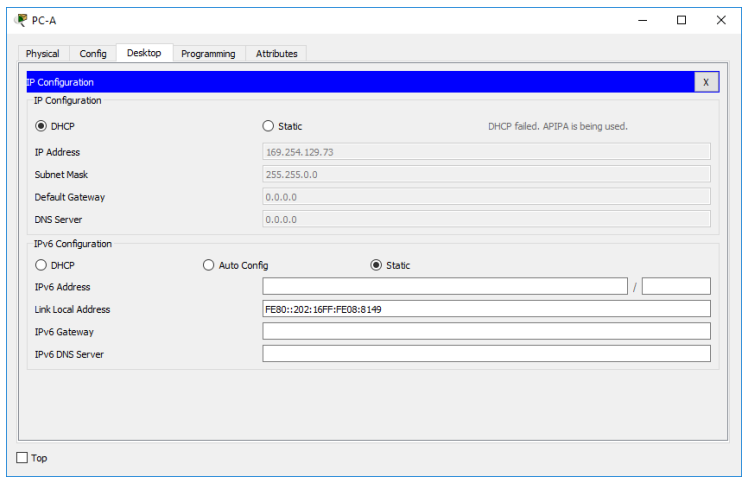 PC-A
Physical Config Desktop Programming Attributes
IP Configuration X
IP Configuration
DHCP Static DHCP failed. APIPA is being used.
IP Address 169.254.129.73
Subnet Mask 255.255.0.0
Default Gateway 0.0.0.0
DNS Server 0.0.0.0
IPv6 Configuration
DHCP Auto Config Static
IPv6 Address /
Link Local Address FE80::202:16FF:FE08:8149
IPv6 Gateway
IPv6 DNS Server
Top